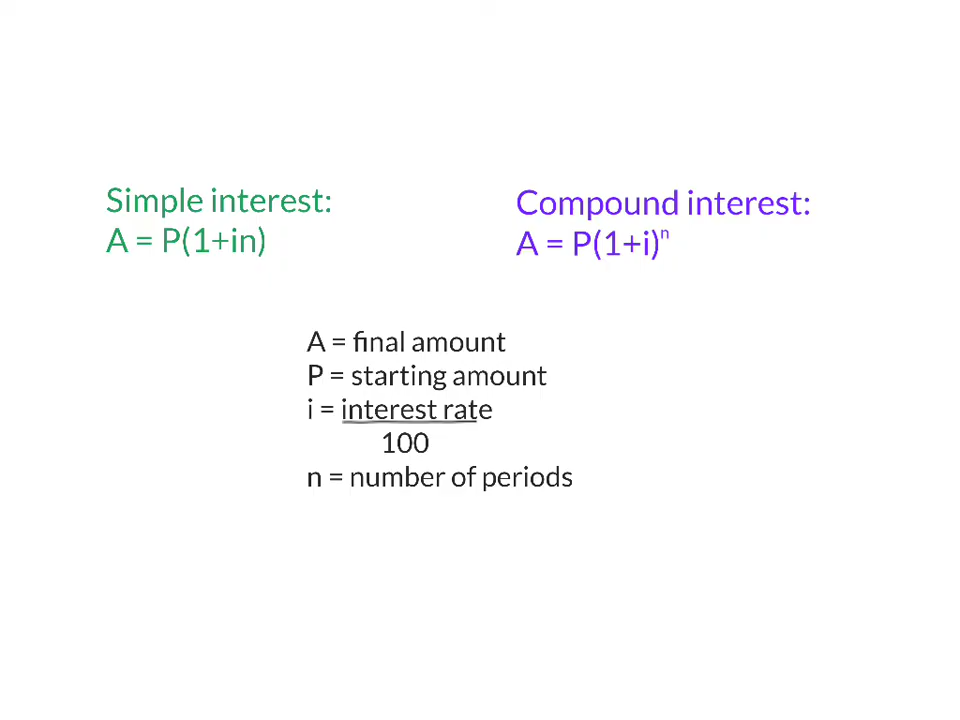 Simple interest:
A = P(1+in)
Compound interest:
A = P(1+i)ⁿ
A = final amount
P = starting amount
i = interest rate
100
n = number of periods